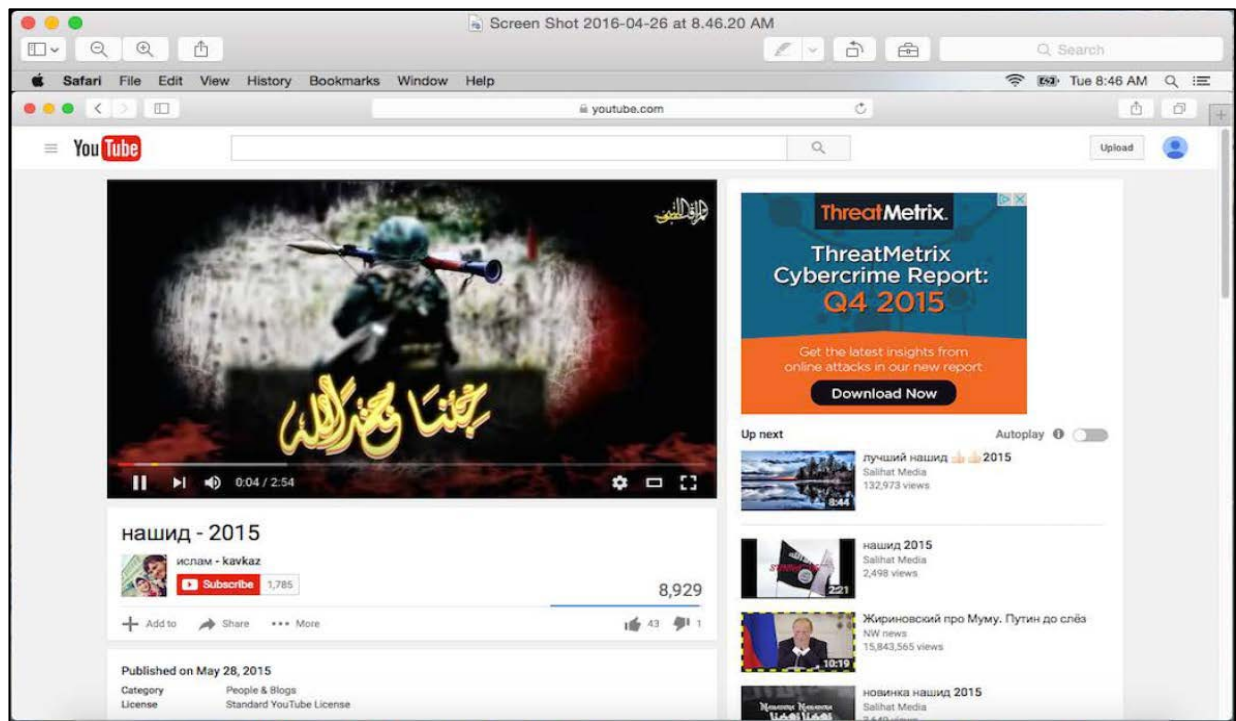 Screen Shot 2016-04-26 at 8.46.20 AM
Search
Safari File Edit View History Bookmarks Window Help
Tue 8:46 AM
youtube.com
YouTube
Upload
ThreatMetrix
ThreatMetrix
Cybercrime Report:
Q4 2015
Get the latest insights from
online attacks in our new report
Download Now
0:04 / 2:54
нашид - 2015
ислам - kavkaz
Subscribe 1,785
8,929
Add to Share More
43 1
Published on May 28, 2015
Category People & Blogs
License Standard YouTube License
Up next Autoplay
лучший нашид 👍👍2015
Salihat Media
132,973 views
8:44
нашид 2015
Salihat Media
2,498 views
2:21
Жириновский про Муму. Путин до слёз
NW news
15,843,565 views
10:19
новинка нашид 2015
Salihat Media